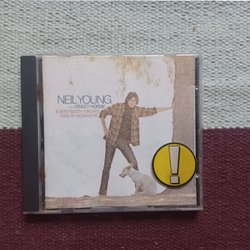 NEIL YOUNG
with CRAZY HORSE
EVERYBODY KNOWS
THIS IS NOWHERE
!